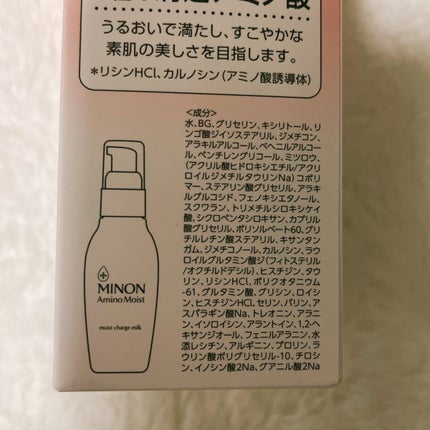 うるおいで満たし、すこやかな
素肌の美しさを目指します。
*リシンHCl、カルノシン(アミノ酸誘導体)
<成分>
水、BG、グリセリン、キシリトール、リ
ンゴ酸ジイソステアリル、ジメチコン、
アラキルアルコール、ベヘニルアルコー
ル、ペンチレングリコール、ミツロウ、
(アクリル酸ヒドロキシエチル/アクリ
ロイルジメチルタウリンNa)コポリ
マー、ステアリン酸グリセリル、アラキ
ルグルコシド、フェノキシエタノール、
スクワラン、トリメチルシロキシケイ
酸、シクロペンタシロキサン、カプリル
酸グリセリル、ポリソルベート60、グリ
チルレチン酸ステアリル、キサンタン
ガム、ジメチコノール、カルノシン、ラウ
ロイルグルタミン酸ジ(フィトステリル
/オクチルドデシル)、ヒスチジン、タウ
リン、リシンHCl、ポリクオタニウム
-61、グルタミン酸、グリシン、ロイシ
ン、ヒスチジンHCl、セリン、バリン、ア
スパラギン酸Na、トレオニン、アラニ
ン、イソロイシン、アラントイン、1,2-ヘ
キサンジオール、フェニルアラニン、水
添レシチン、アルギニン、プロリン、ラ
ウリン酸ポリグリセリル-10、チロシ
ン、イノシン酸2Na、グアニル酸2Na
MINON
Amino Moist
moist charge milk